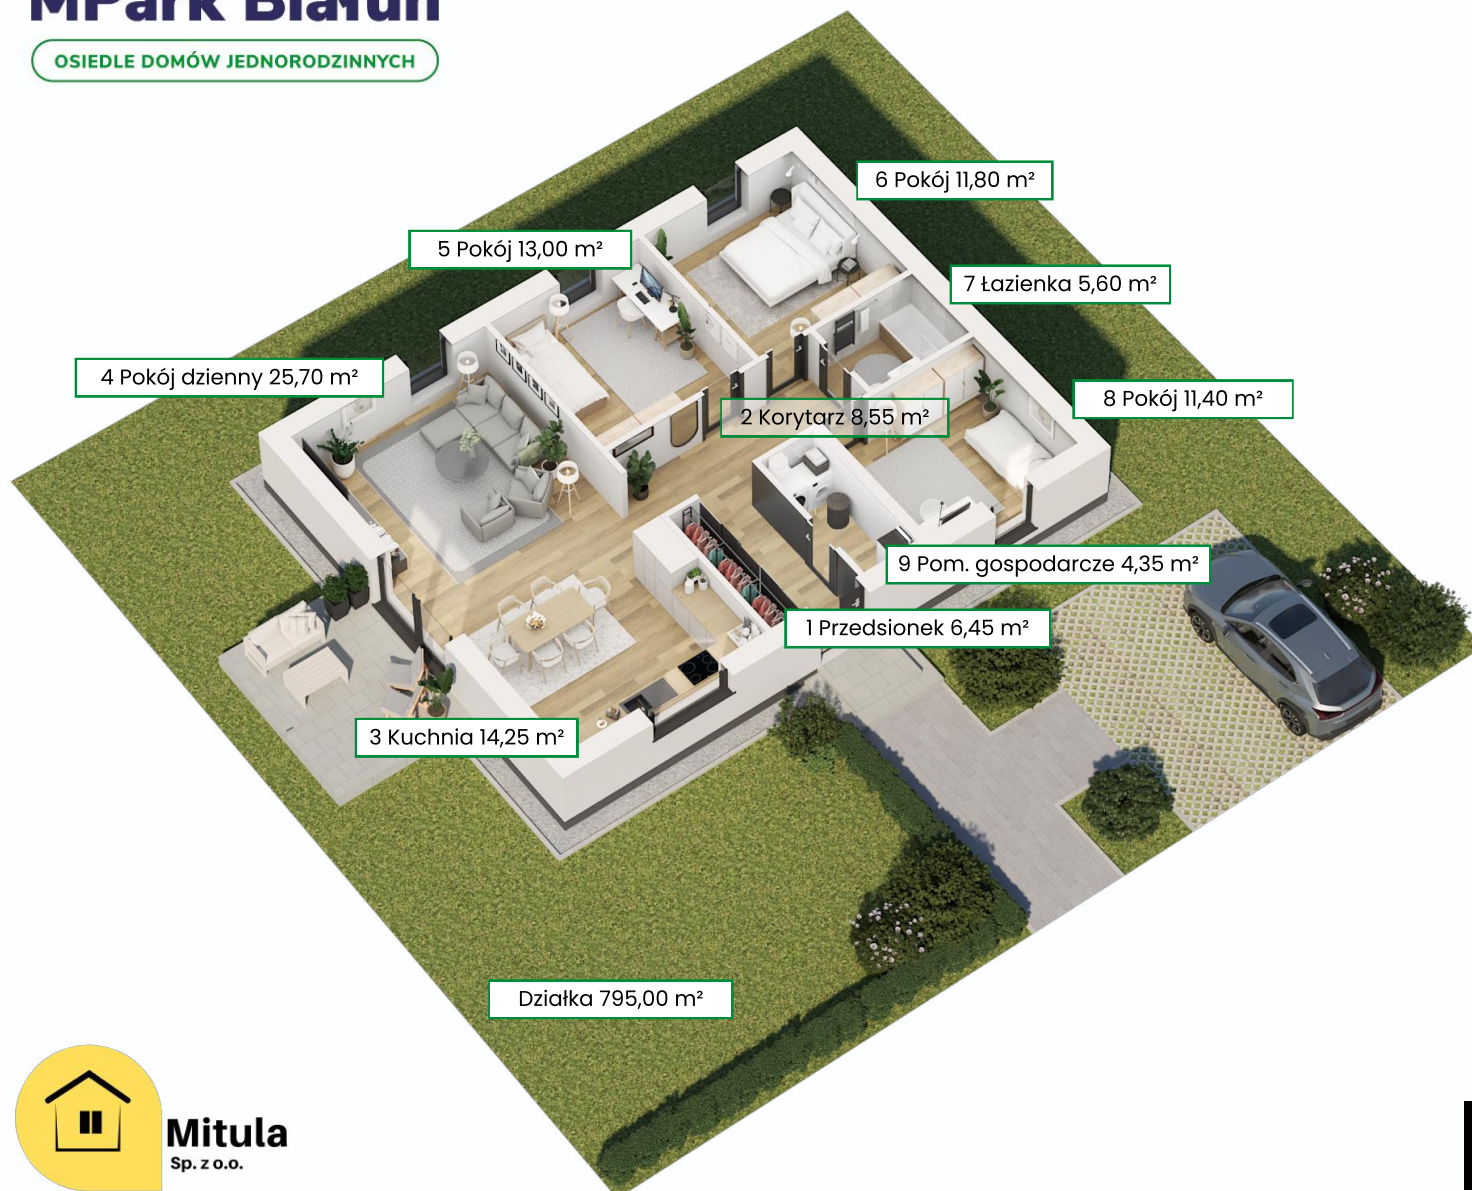 MPark Białuń
OSIEDLE DOMÓW JEDNORODZINNYCH
6 Pokój 11,80 m²
5 Pokój 13,00 m²
7 Łazienka 5,60 m²
4 Pokój dzienny 25,70 m²
8 Pokój 11,40 m²
2 Korytarz 8,55 m²
9 Pom. gospodarcze 4,35 m²
1 Przedsionek 6,45 m²
3 Kuchnia 14,25 m²
Działka 795,00 m²
Mitula
Sp. z o.o.